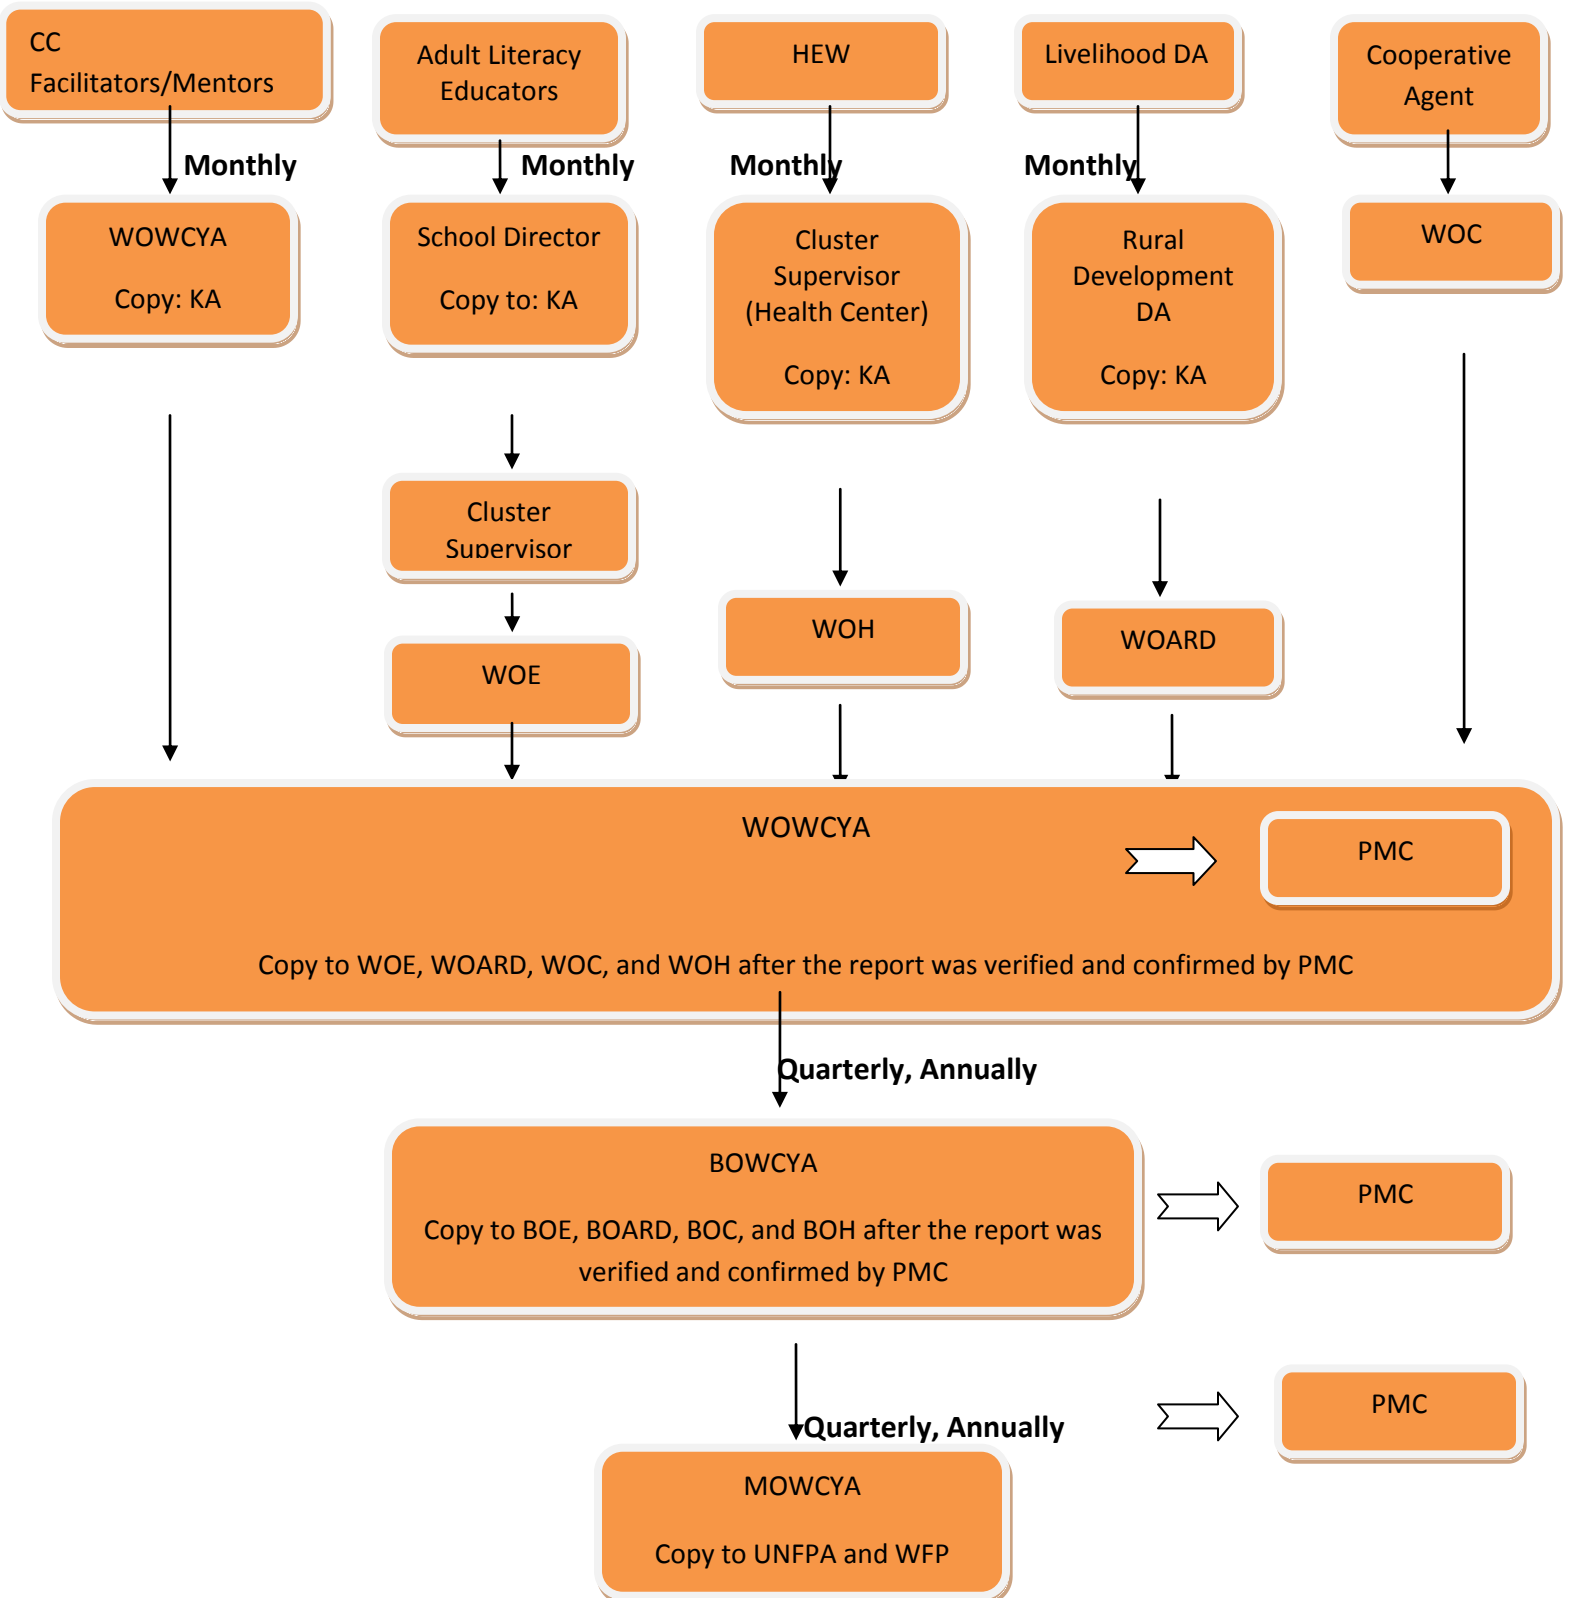 CC
Facilitators/Mentors
Adult Literacy
Educators
HEW
Livelihood DA
Cooperative
Agent
Monthly
Monthly
Monthly
Monthly
WOWCYA
Copy: KA
School Director
Copy to: KA
Cluster
Supervisor
(Health Center)
Copy: KA
Rural
Development
DA
Copy: KA
WOC
Cluster
Supervisor
WOE
WOH
WOARD
WOWCYA
PMC
Copy to WOE, WOARD, WOC, and WOH after the report was verified and confirmed by PMC
Quarterly, Annually
BOWCYA
Copy to BOE, BOARD, BOC, and BOH after the report was
verified and confirmed by PMC
PMC
Quarterly, Annually
PMC
MOWCYA
Copy to UNFPA and WFP